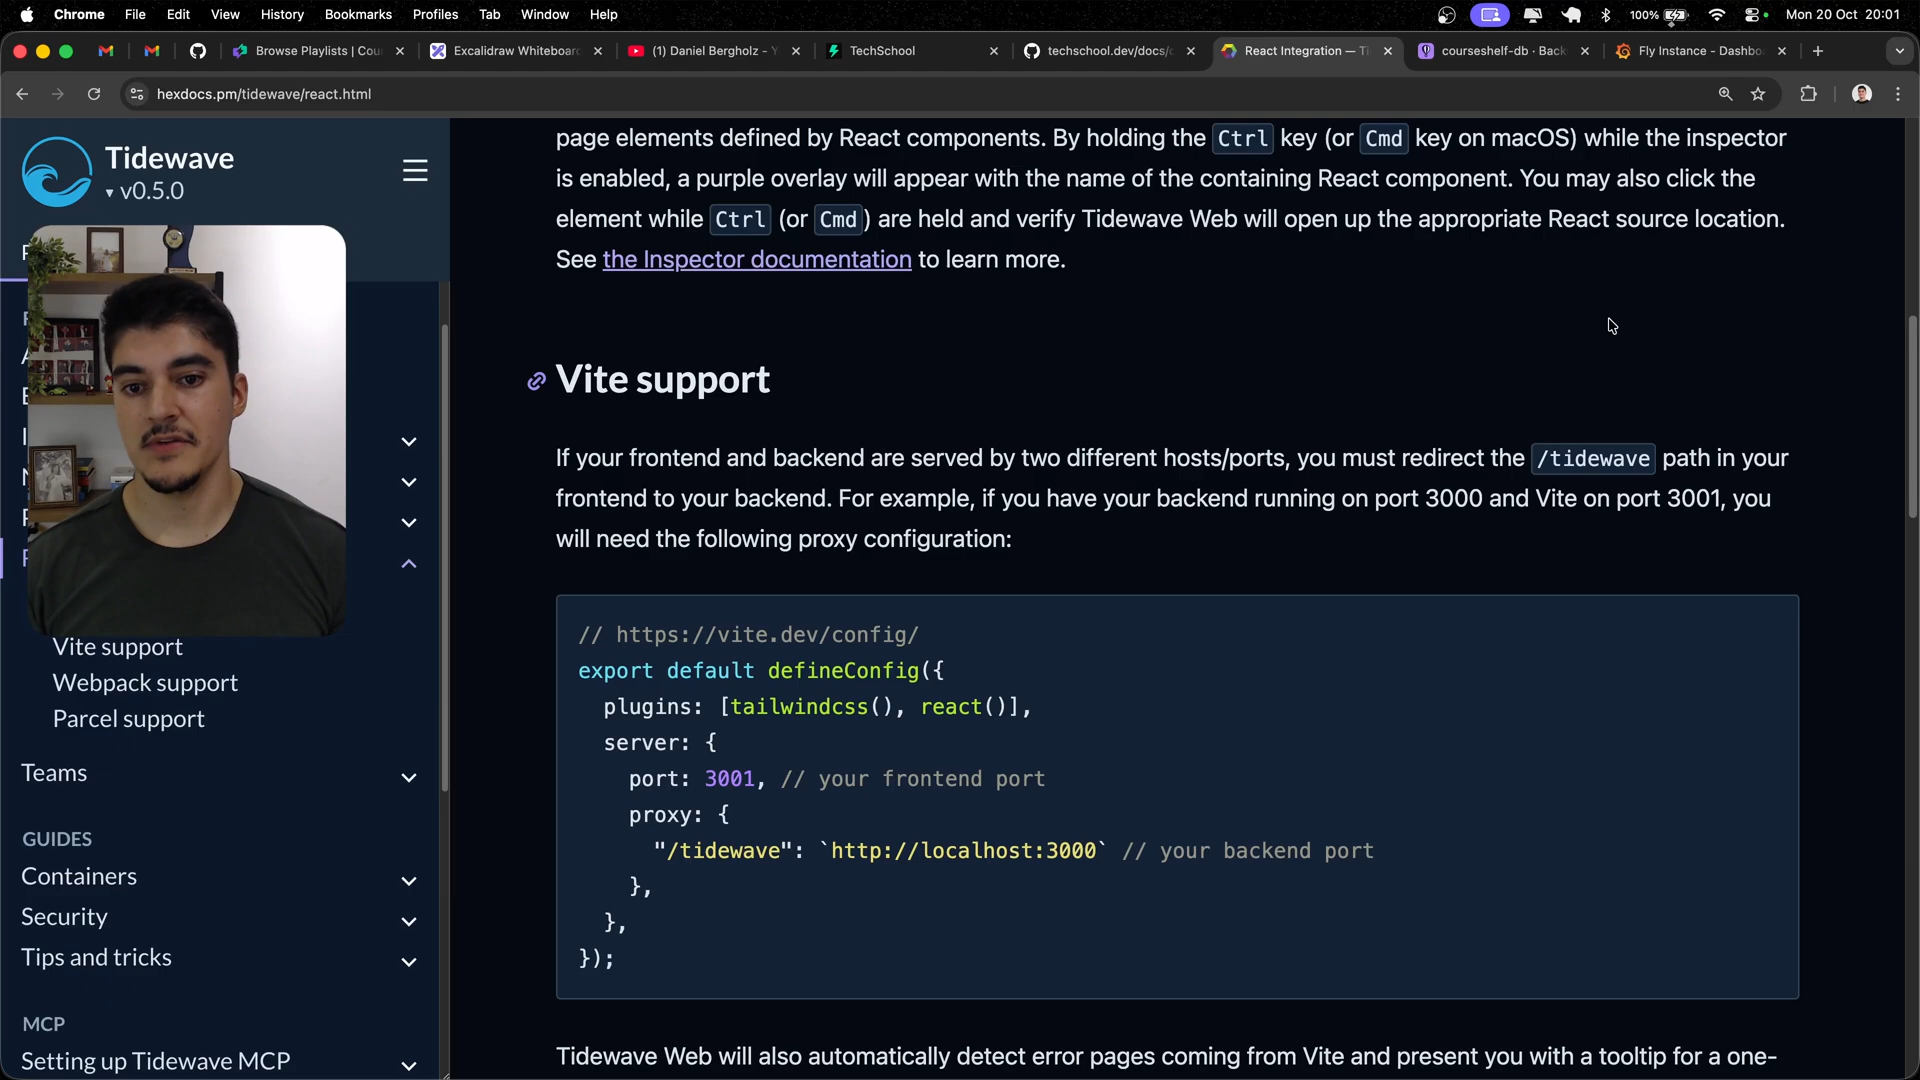 Chrome File Edit View History Bookmarks Profiles Tab Window Help
100% Mon 20 Oct 20:01
Browse Playlists | Cou
Excalidraw Whiteboard
(1) Daniel Bergholz - Y
TechSchool
techschool.dev/docs/
React Integration — Ti
courseshelf-db · Back
Fly Instance - Dashbo
hexdocs.pm/tidewave/react.html
Tidewave
v0.5.0
Vite support
Webpack support
Parcel support
Teams
GUIDES
Containers
Security
Tips and tricks
MCP
Setting up Tidewave MCP
page elements defined by React components. By holding the Ctrl key (or Cmd key on macOS) while the inspector
is enabled, a purple overlay will appear with the name of the containing React component. You may also click the
element while Ctrl (or Cmd) are held and verify Tidewave Web will open up the appropriate React source location.
See the Inspector documentation to learn more.
Vite support
If your frontend and backend are served by two different hosts/ports, you must redirect the /tidewave path in your
frontend to your backend. For example, if you have your backend running on port 3000 and Vite on port 3001, you
will need the following proxy configuration:
// https://vite.dev/config/
export default defineConfig({
plugins: [tailwindcss(), react()],
server: {
port: 3001, // your frontend port
proxy: {
"/tidewave": `http://localhost:3000` // your backend port
},
},
});
Tidewave Web will also automatically detect error pages coming from Vite and present you with a tooltip for a one-